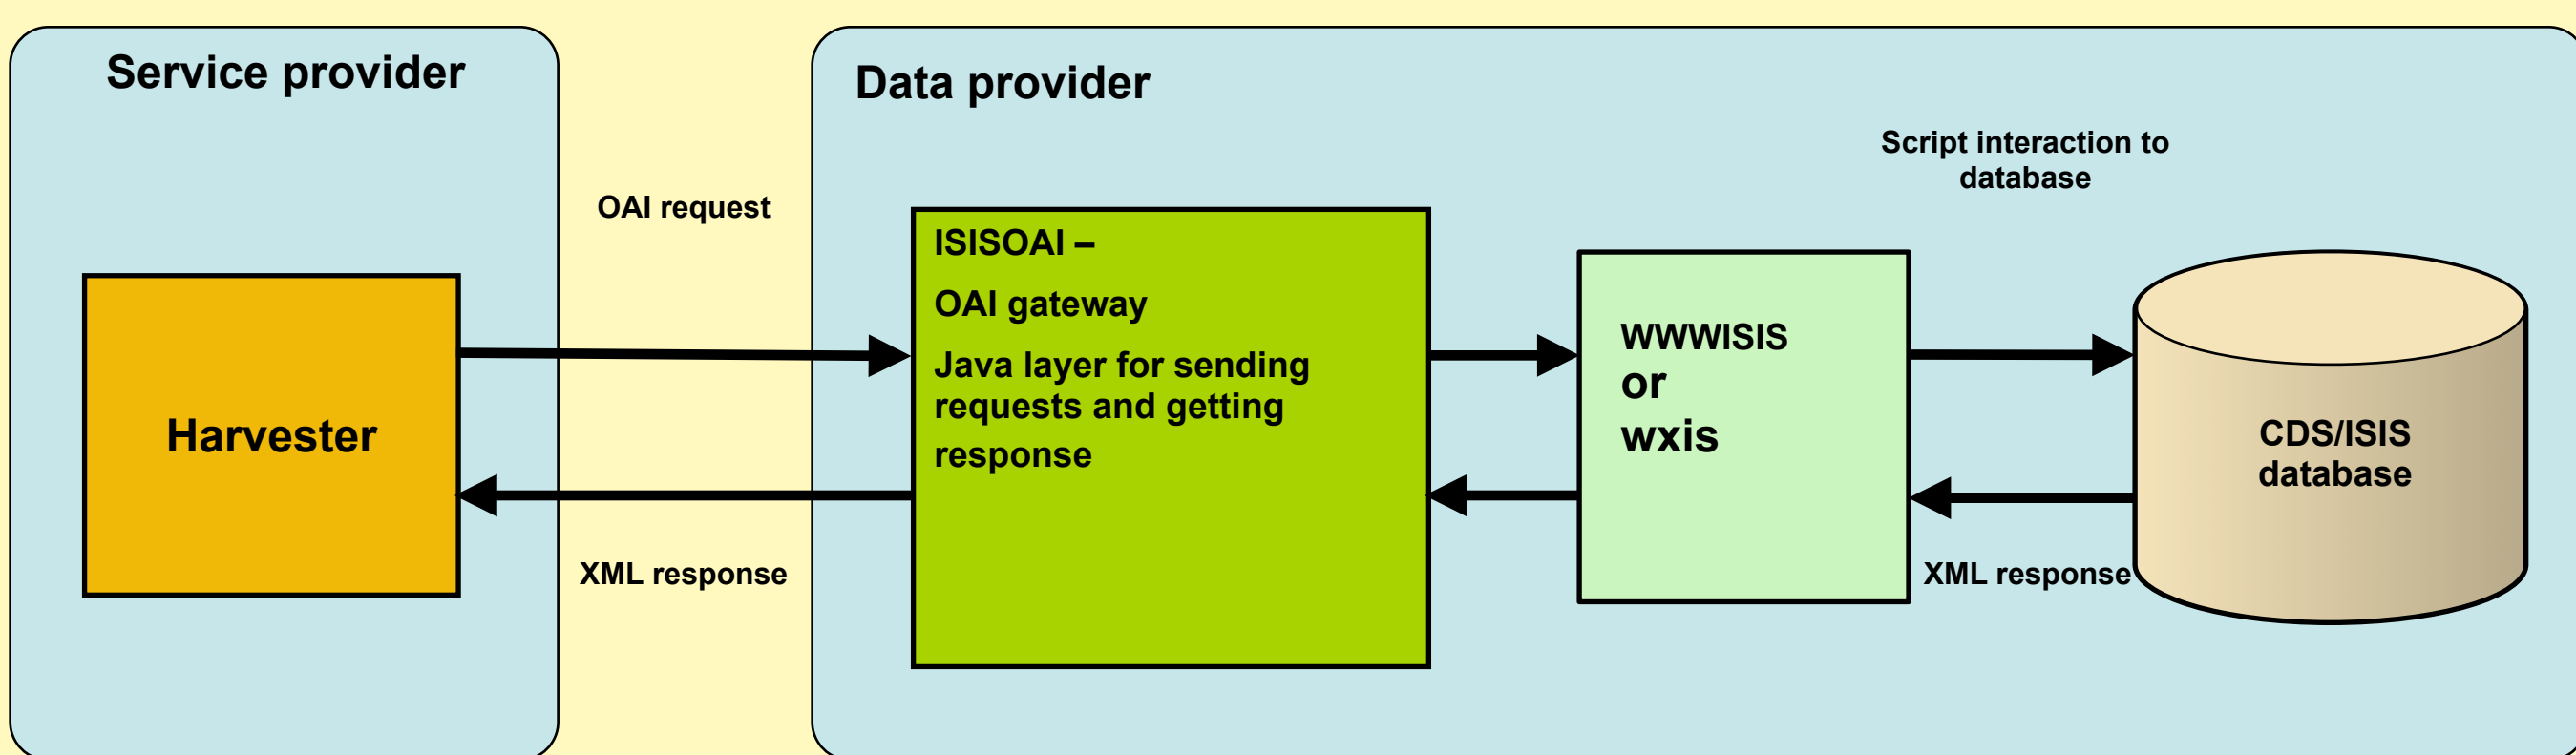 Service provider
Data provider
Script interaction to
database
OAI request
ISISOAI –
OAI gateway
Java layer for sending
requests and getting
response
WWWISIS
or
wxis
Harvester
CDS/ISIS
database
XML response
XML response